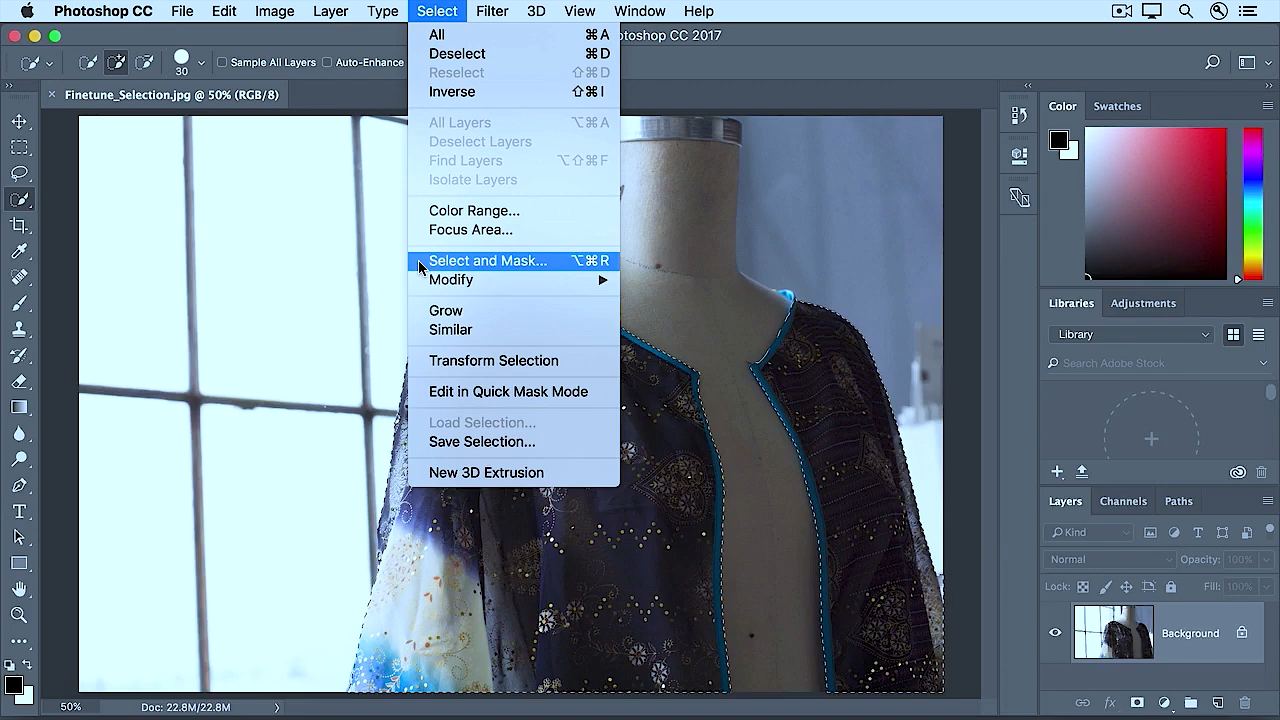 Photoshop CC File Edit Image Layer Type Select Filter 3D View Window Help
otoshop CC 2017
30 Sample All Layers Auto-Enhance
× Finetune_Selection.jpg @ 50% (RGB/8)
All ⌘A
Deselect ⌘D
Reselect ⇧⌘D
Inverse ⇧⌘I
All Layers ⌥⌘A
Deselect Layers
Find Layers ⌥⇧⌘F
Isolate Layers
Color Range...
Focus Area...
Select and Mask... ⌥⌘R
Modify
Grow
Similar
Transform Selection
Edit in Quick Mask Mode
Load Selection...
Save Selection...
New 3D Extrusion
Color Swatches
Libraries Adjustments
Library
Search Adobe Stock
Layers Channels Paths
Kind
Normal Opacity: 100%
Lock: Fill: 100%
Background
50% Doc: 22.8M/22.8M